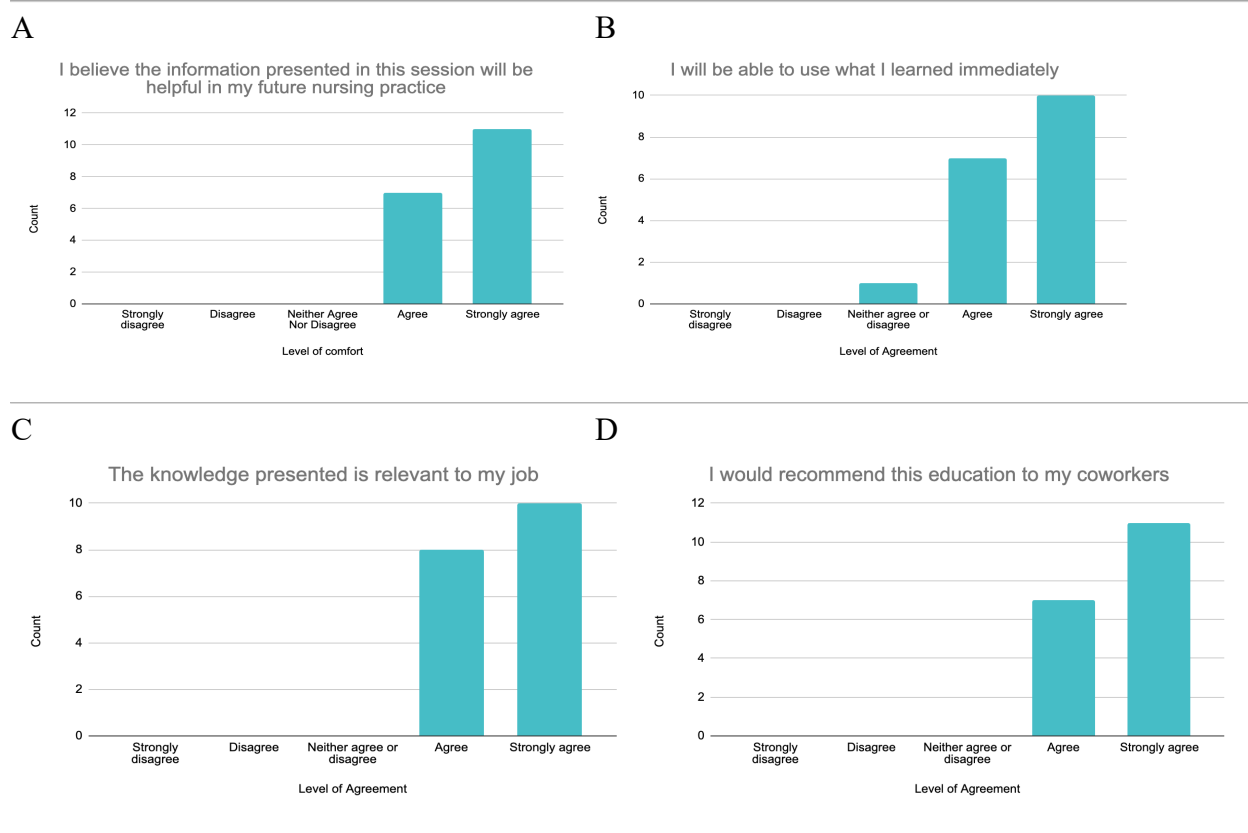 A
I believe the information presented in this session will be
helpful in my future nursing practice
12
10
8
6
4
2
0
Count
Strongly
disagree
Disagree
Neither Agree
Nor Disagree
Agree
Strongly agree
Level of comfort
B
I will be able to use what I learned immediately
10
8
6
4
2
0
Count
Strongly
disagree
Disagree
Neither agree or
disagree
Agree
Strongly agree
Level of Agreement
C
The knowledge presented is relevant to my job
10
8
6
4
2
0
Count
Strongly
disagree
Disagree
Neither agree or
disagree
Agree
Strongly agree
Level of Agreement
D
I would recommend this education to my coworkers
12
10
8
6
4
2
0
Count
Strongly
disagree
Disagree
Neither agree or
disagree
Agree
Strongly agree
Level of Agreement